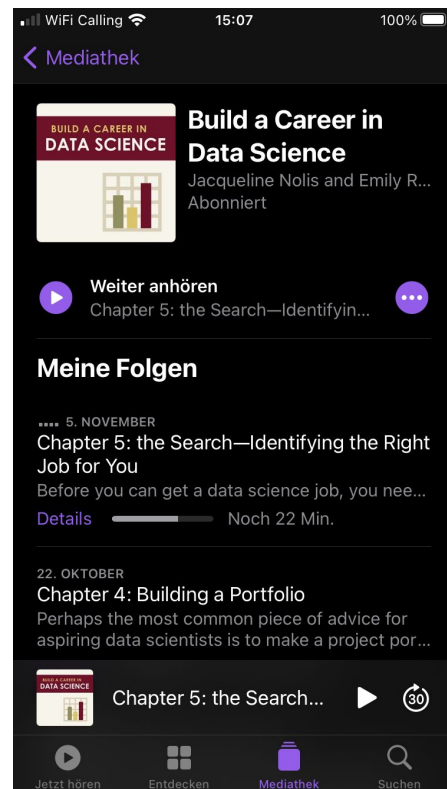 WiFi Calling 15:07 100%
Mediathek
BUILD A CAREER IN
DATA SCIENCE
Build a Career in
Data Science
Jacqueline Nolis and Emily R...
Abonniert
Weiter anhören
Chapter 5: the Search—Identifyin...
Meine Folgen
5. NOVEMBER
Chapter 5: the Search—Identifying the Right
Job for You
Before you can get a data science job, you nee...
Details Noch 22 Min.
22. OKTOBER
Chapter 4: Building a Portfolio
Perhaps the most common piece of advice for
aspiring data scientists is to make a project por...
BUILD A CAREER IN
DATA SCIENCE
Chapter 5: the Search... 30
Jetzt hören Entdecken Mediathek Suchen